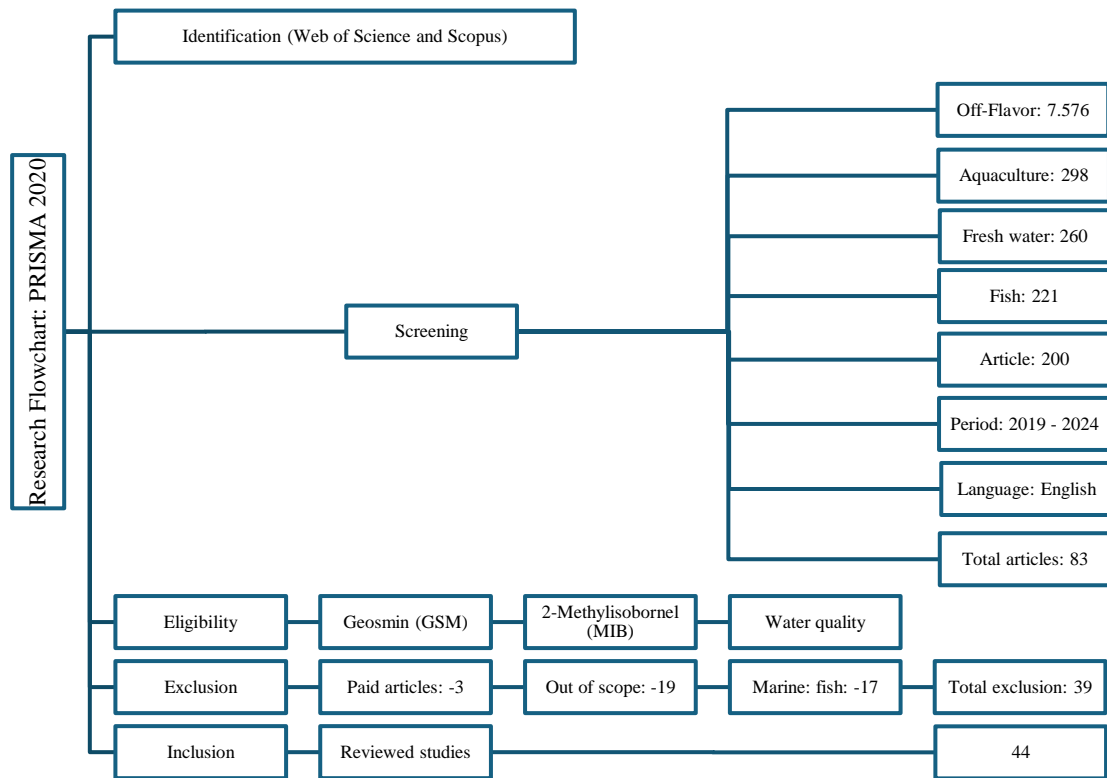 Research Flowchart: PRISMA 2020
Identification (Web of Science and Scopus)
Screening
Off-Flavor: 7.576
Aquaculture: 298
Fresh water: 260
Fish: 221
Article: 200
Period: 2019 - 2024
Language: English
Total articles: 83
Eligibility
Geosmin (GSM)
2-Methylisobornel
(MIB)
Water quality
Exclusion
Paid articles: -3
Out of scope: -19
Marine: fish: -17
Total exclusion: 39
Inclusion
Reviewed studies
44